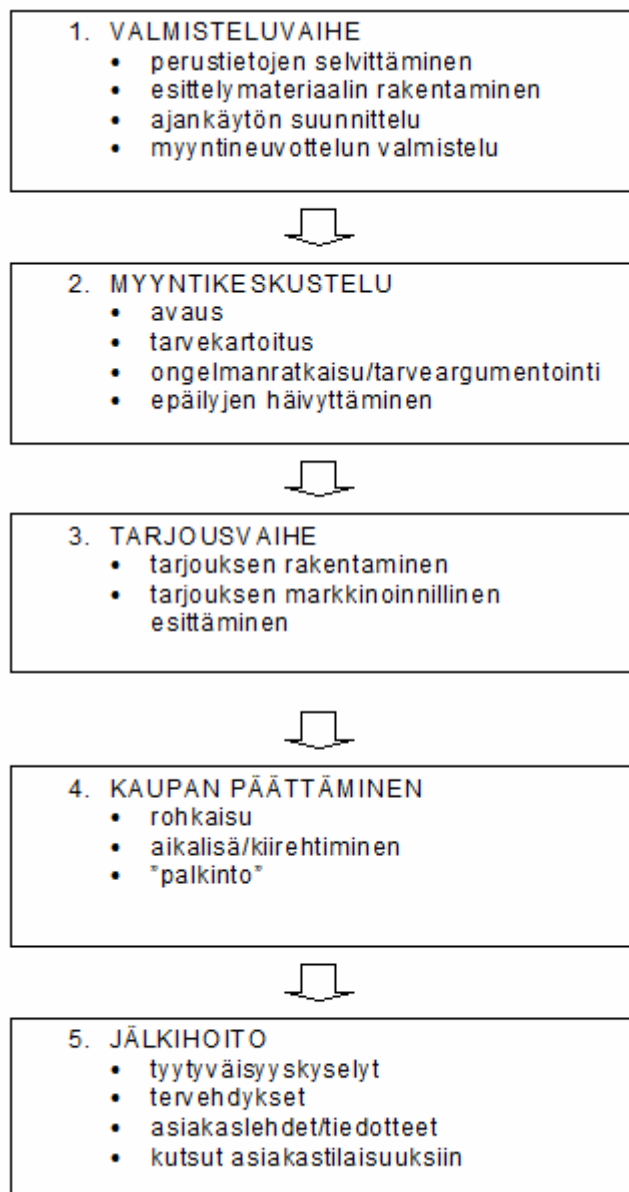 1. VALMISTELUVAIHE
• perustietojen selvittäminen
• esittelymateriaalin rakentaminen
• ajankäytön suunnittelu
• myyntineuvottelun valmistelu
2. MYYNTIKESKUSTELU
• avaus
• tarvekartoitus
• ongelmanratkaisu/tarveargumentointi
• epäilyjen häivyttäminen
3. TARJOUSVAIHE
• tarjouksen rakentaminen
• tarjouksen markkinoinnillinen
esittäminen
4. KAUPAN PÄÄTTÄMINEN
• rohkaisu
• aikalisä/kiirehtiminen
• ”palkinto”
5. JÄLKIHOITO
• tyytyväisyyskyselyt
• tervehdykset
• asiakaslehdet/tiedotteet
• kutsut asiakastilaisuuksiin